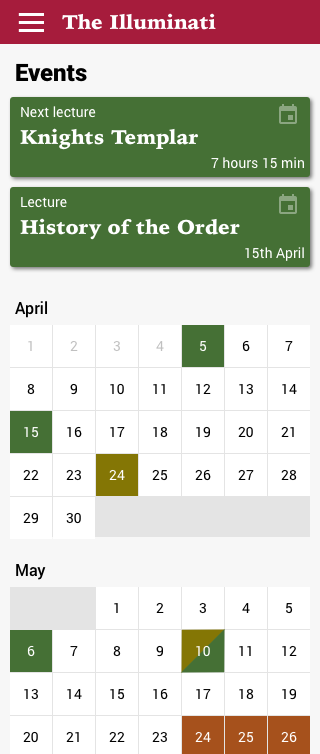 The Illuminati
Events
Next lecture
Knights Templar
7 hours 15 min
Lecture
History of the Order
15th April
April
1 2 3 4 5 6 7
8 9 10 11 12 13 14
15 16 17 18 19 20 21
22 23 24 25 26 27 28
29 30
May
1 2 3 4 5
6 7 8 9 10 11 12
13 14 15 16 17 18 19
20 21 22 23 24 25 26